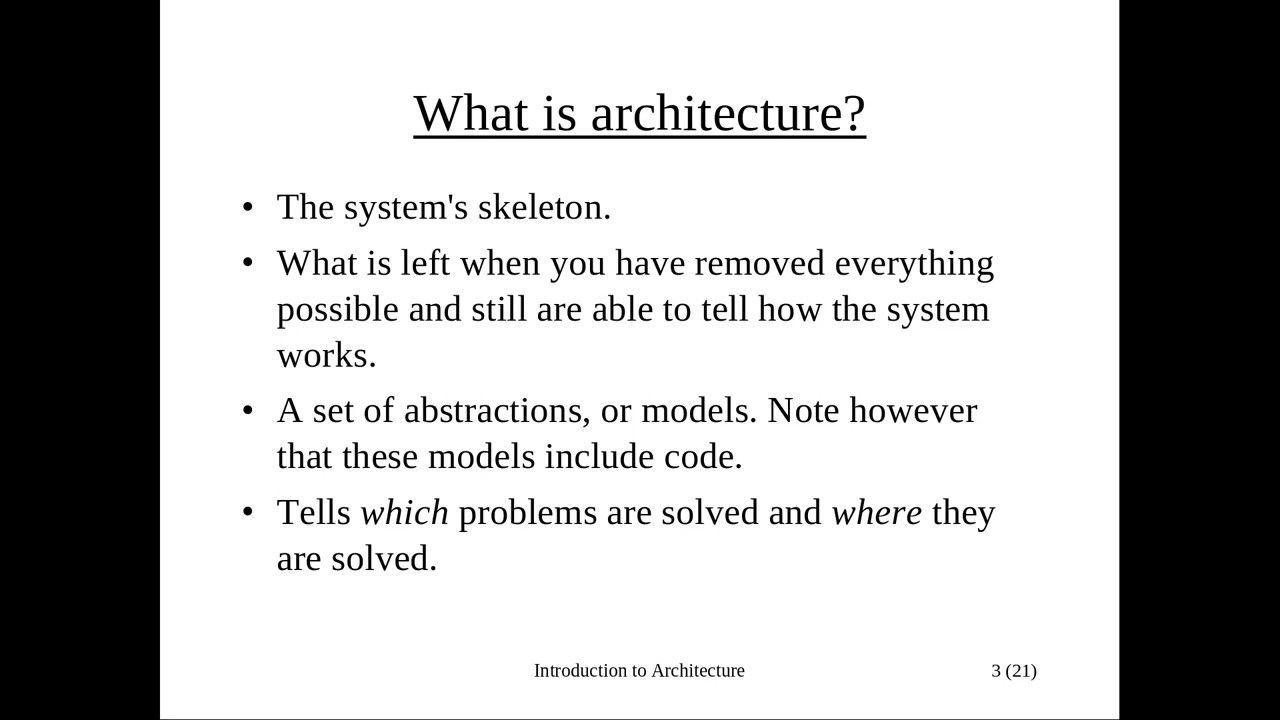 What is architecture?
• The system's skeleton.
• What is left when you have removed everything
possible and still are able to tell how the system
works.
• A set of abstractions, or models. Note however
that these models include code.
• Tells which problems are solved and where they
are solved.
Introduction to Architecture
3 (21)